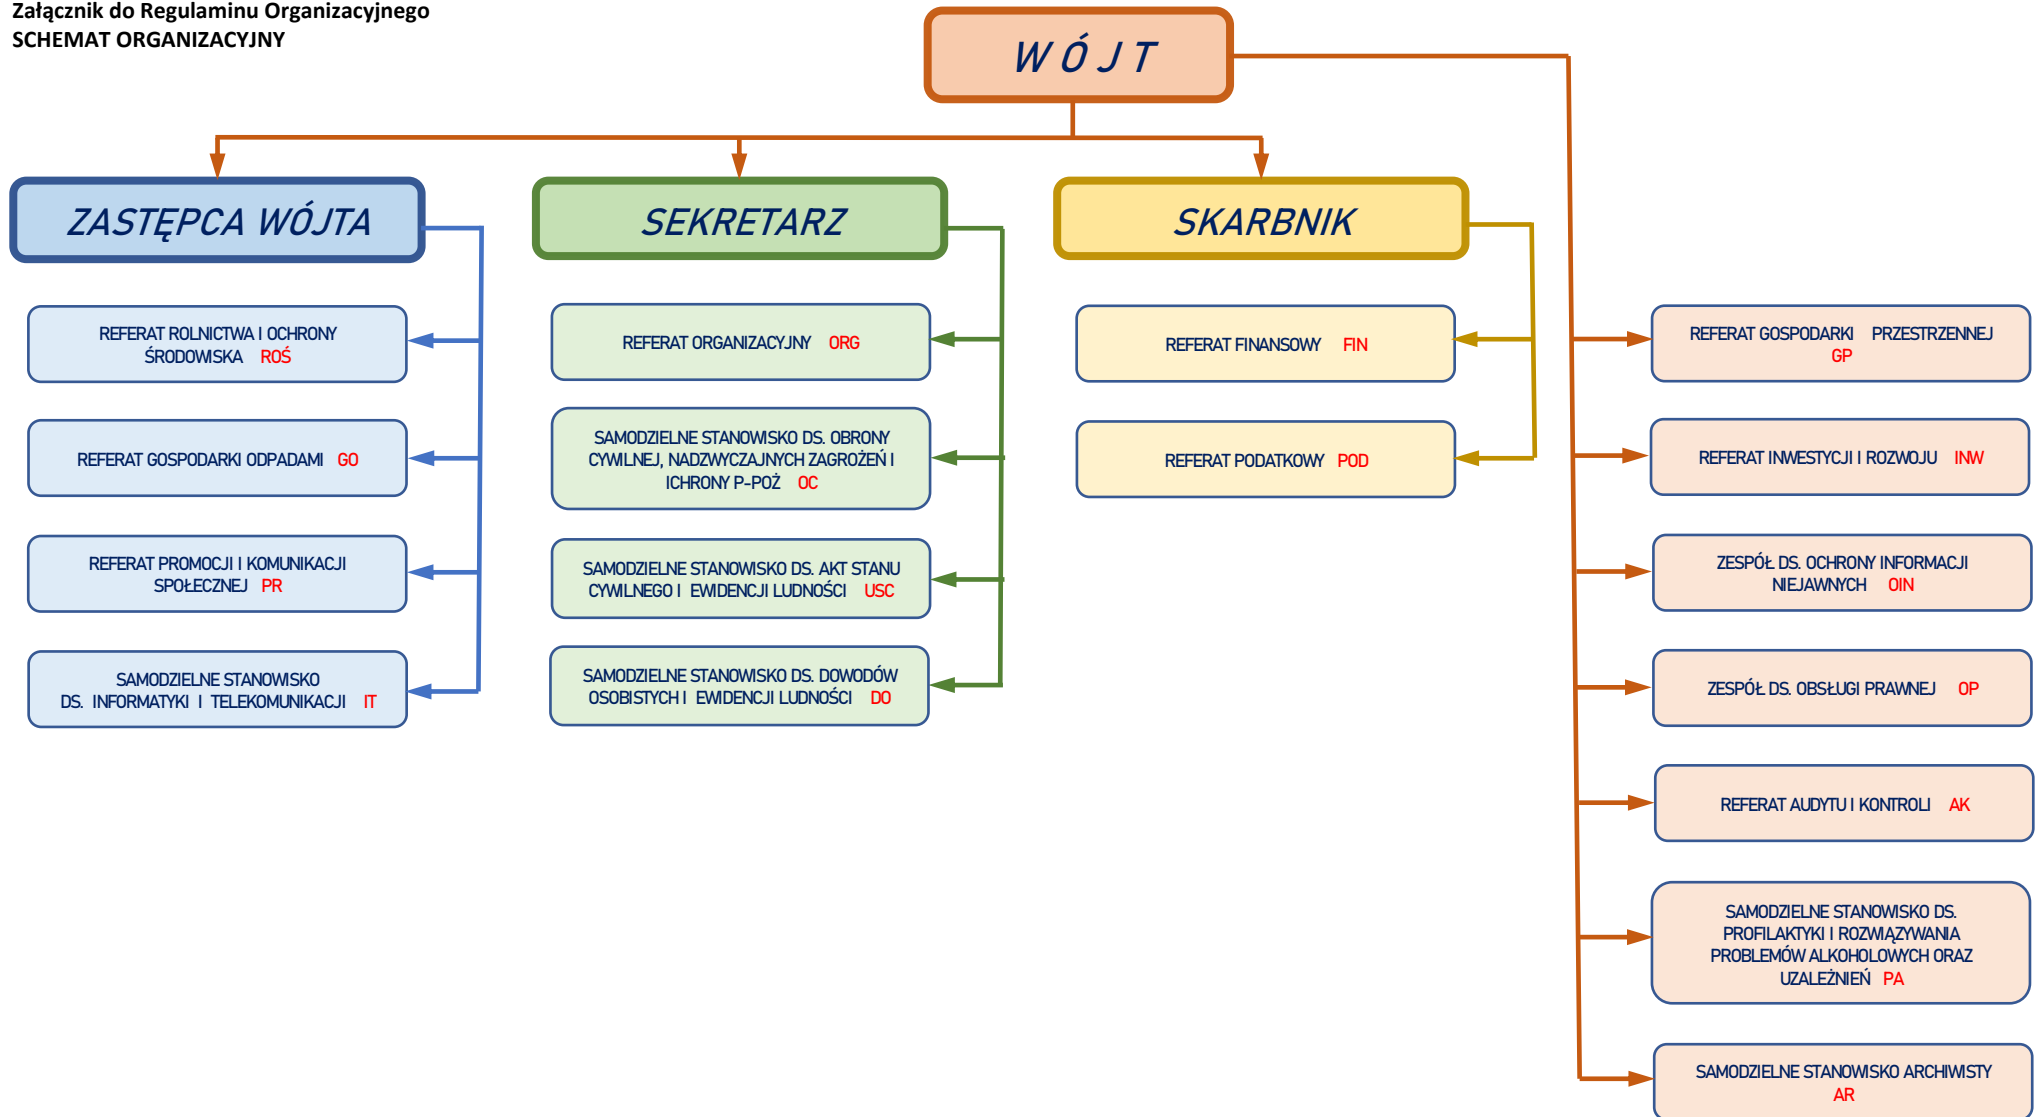 Załącznik do Regulaminu Organizacyjnego
SCHEMAT ORGANIZACYJNY
WÓJT
ZASTĘPCA WÓJTA
SEKRETARZ
SKARBNIK
REFERAT ROLNICTWA I OCHRONY
ŚRODOWISKA ROŚ
REFERAT GOSPODARKI ODPADAMI GO
REFERAT PROMOCJI I KOMUNIKACJI
SPOŁECZNEJ PR
SAMODZIELNE STANOWISKO
DS. INFORMATYKI I TELEKOMUNIKACJI IT
REFERAT ORGANIZACYJNY ORG
SAMODZIELNE STANOWISKO DS. OBRONY
CYWILNEJ, NADZWYCZAJNYCH ZAGROŻEŃ I
ICHRONY P-POŻ OC
SAMODZIELNE STANOWISKO DS. AKT STANU
CYWILNEGO I EWIDENCJI LUDNOŚCI USC
SAMODZIELNE STANOWISKO DS. DOWODÓW
OSOBISTYCH I EWIDENCJI LUDNOŚCI DO
REFERAT FINANSOWY FIN
REFERAT PODATKOWY POD
REFERAT GOSPODARKI PRZESTRZENNEJ
GP
REFERAT INWESTYCJI I ROZWOJU INW
ZESPÓŁ DS. OCHRONY INFORMACJI
NIEJAWNYCH OIN
ZESPÓŁ DS. OBSŁUGI PRAWNEJ OP
REFERAT AUDYTU I KONTROLI AK
SAMODZIELNE STANOWISKO DS.
PROFILAKTYKI I ROZWIĄZYWANIA
PROBLEMÓW ALKOHOLOWYCH ORAZ
UZALEŻNIEŃ PA
SAMODZIELNE STANOWISKO ARCHIWISTY
AR